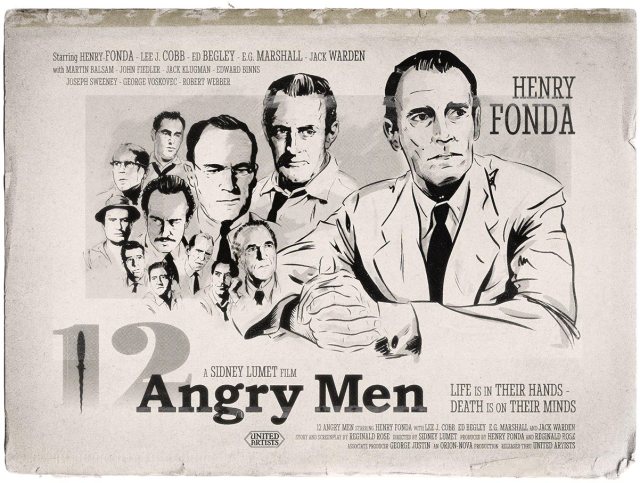 Starring HENRY FONDA - LEE J. COBB - ED BEGLEY - E.G. MARSHALL - JACK WARDEN
with MARTIN BALSAM - JOHN FIEDLER - JACK KLUGMAN - EDWARD BINNS
JOSEPH SWEENEY - GEORGE VOSKOVEC - ROBERT WEBBER
HENRY
FONDA
12
A SIDNEY LUMET FILM
Angry Men
LIFE IS IN THEIR HANDS -
DEATH IS ON THEIR MINDS
UNITED
ARTISTS
12 ANGRY MEN STARRING HENRY FONDA WITH LEE J. COBB ED BEGLEY E.G. MARSHALL AND JACK WARDEN
STORY AND SCREENPLAY BY REGINALD ROSE DIRECTED BY SIDNEY LUMET PRODUCED BY HENRY FONDA AND REGINALD ROSE
ASSOCIATE PRODUCER GEORGE JUSTIN AN ORION-NOVA PRODUCTION RELEASED THRU UNITED ARTISTS